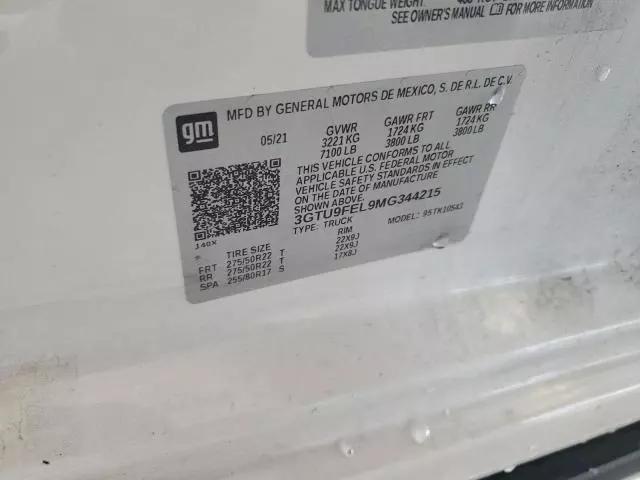 MAX TONGUE WEIGHT
SEE OWNER'S MANUAL FOR MORE INFORMATION
gm
MFD BY GENERAL MOTORS DE MEXICO, S. DE R.L. DE C.V.
05/21 GVWR GAWR FRT GAWR RR
3221 KG 1724 KG 1724 KG
7100 LB 3800 LB 3800 LB
THIS VEHICLE CONFORMS TO ALL
APPLICABLE U.S. FEDERAL MOTOR
VEHICLE SAFETY STANDARDS IN EFFECT
ON THE DATE OF MANUFACTURE SHOWN ABOVE.
3GTU9FEL9MG344215
TYPE: TRUCK MODEL: 95TK10543
140X
TIRE SIZE RIM
FRT 275/50R22 T 22X9J
RR 275/50R22 T 22X9J
SPA 255/80R17 S 17X8J